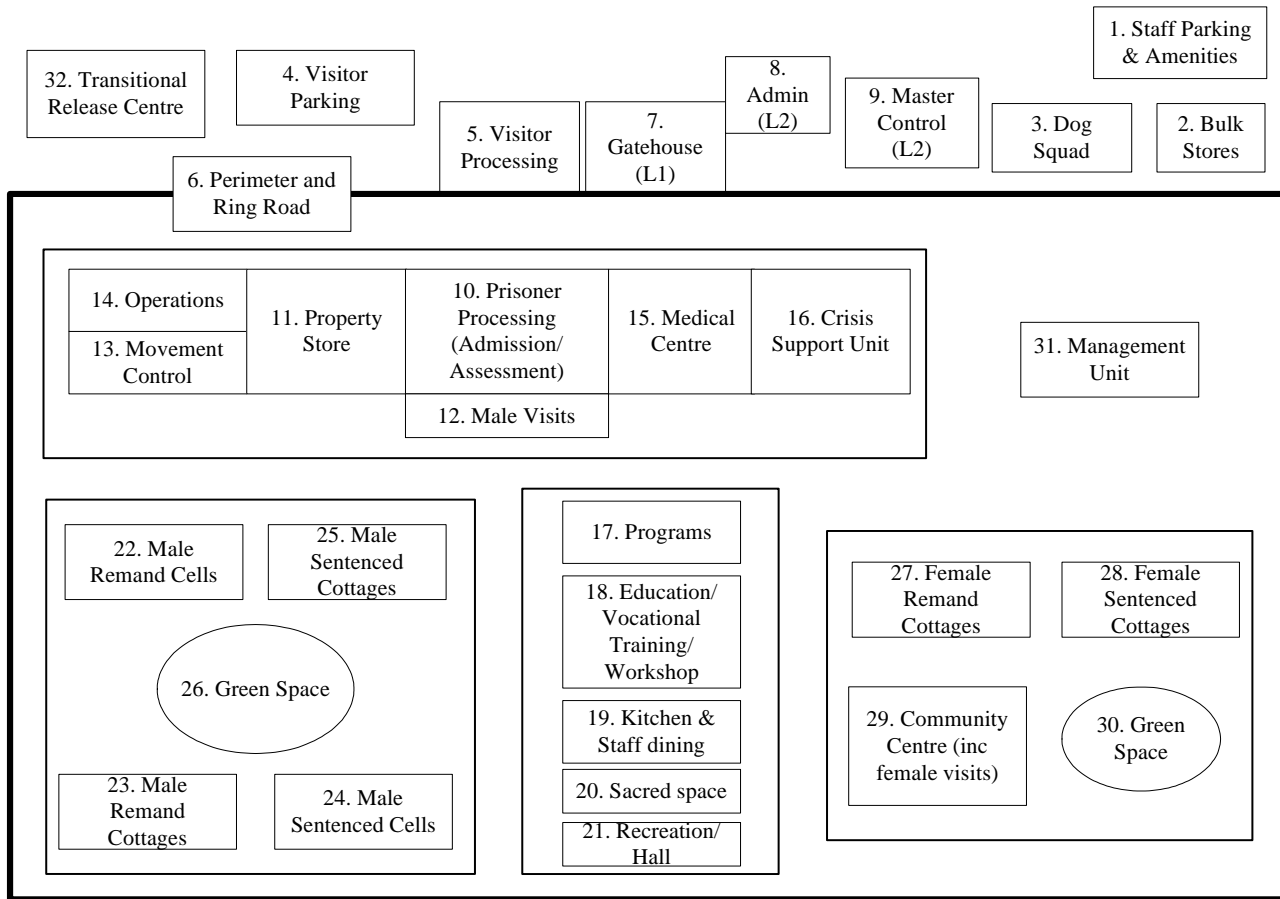 1. Staff Parking
& Amenities
32. Transitional
Release Centre
4. Visitor
Parking
5. Visitor
Processing
7.
Gatehouse
(L1)
8.
Admin
(L2)
9. Master
Control
(L2)
3. Dog
Squad
2. Bulk
Stores
6. Perimeter and
Ring Road
14. Operations
13. Movement
Control
11. Property
Store
10. Prisoner
Processing
(Admission/
Assessment)
12. Male Visits
15. Medical
Centre
16. Crisis
Support Unit
31. Management
Unit
22. Male
Remand Cells
25. Male
Sentenced
Cottages
26. Green Space
23. Male
Remand
Cottages
24. Male
Sentenced Cells
17. Programs
18. Education/
Vocational
Training/
Workshop
19. Kitchen &
Staff dining
20. Sacred space
21. Recreation/
Hall
27. Female
Remand
Cottages
28. Female
Sentenced
Cottages
29. Community
Centre (inc
female visits)
30. Green
Space